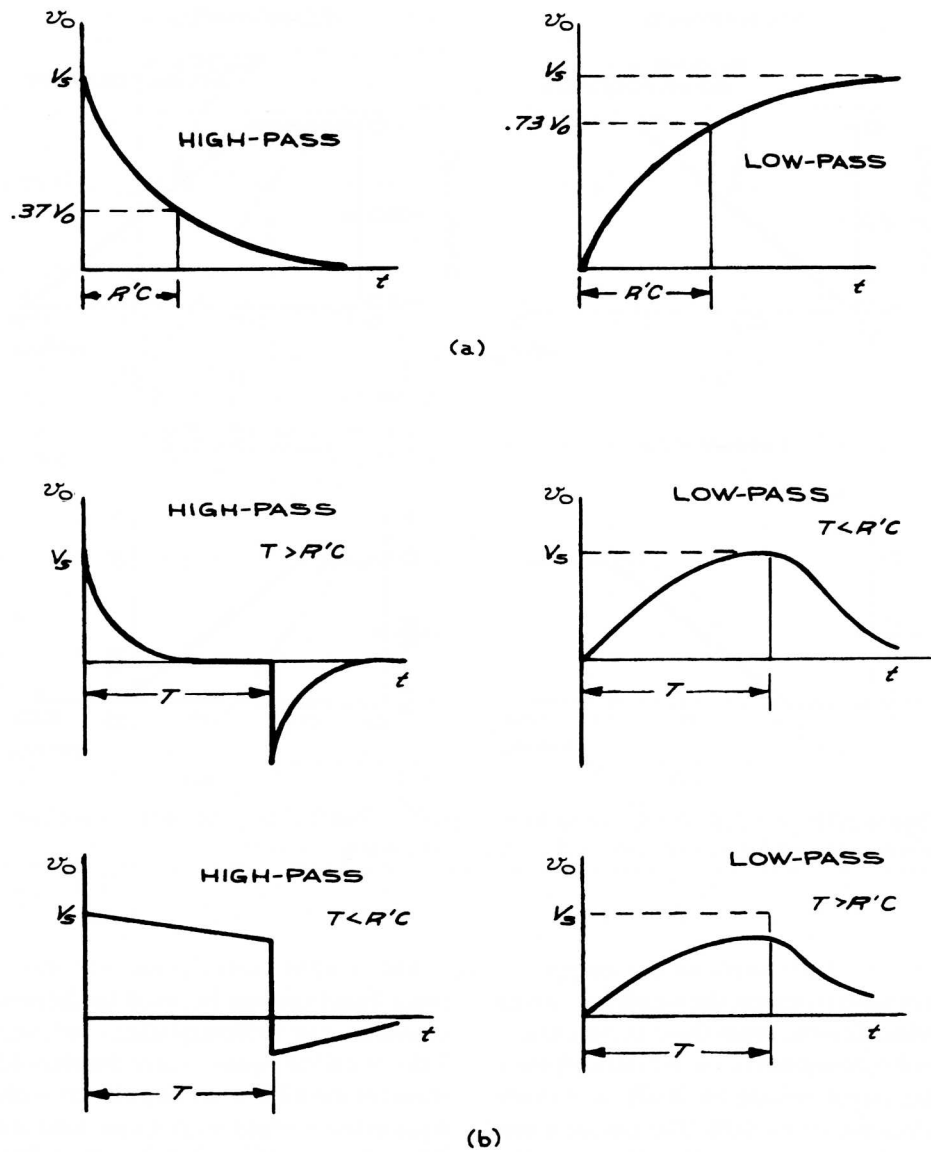 v₀
Vₛ
HIGH-PASS
.37V₀
t
R'C
v₀
Vₛ
.73V₀
LOW-PASS
t
R'C
(a)
v₀
HIGH-PASS
T > R'C
Vₛ
t
T
v₀
LOW-PASS
T < R'C
Vₛ
t
T
v₀
HIGH-PASS
Vₛ
T < R'C
t
T
v₀
LOW-PASS
Vₛ
T > R'C
t
T
(b)